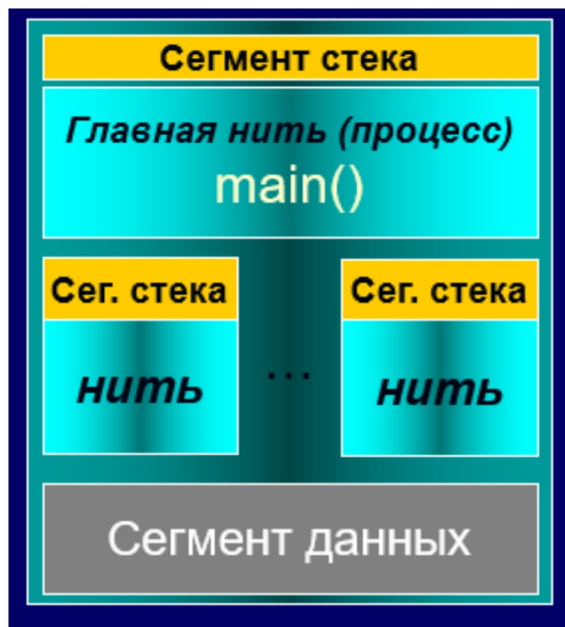 Сегмент стека
Главная нить (процесс)
main()
Сег. стека
Сег. стека
нить
...
нить
Сегмент данных